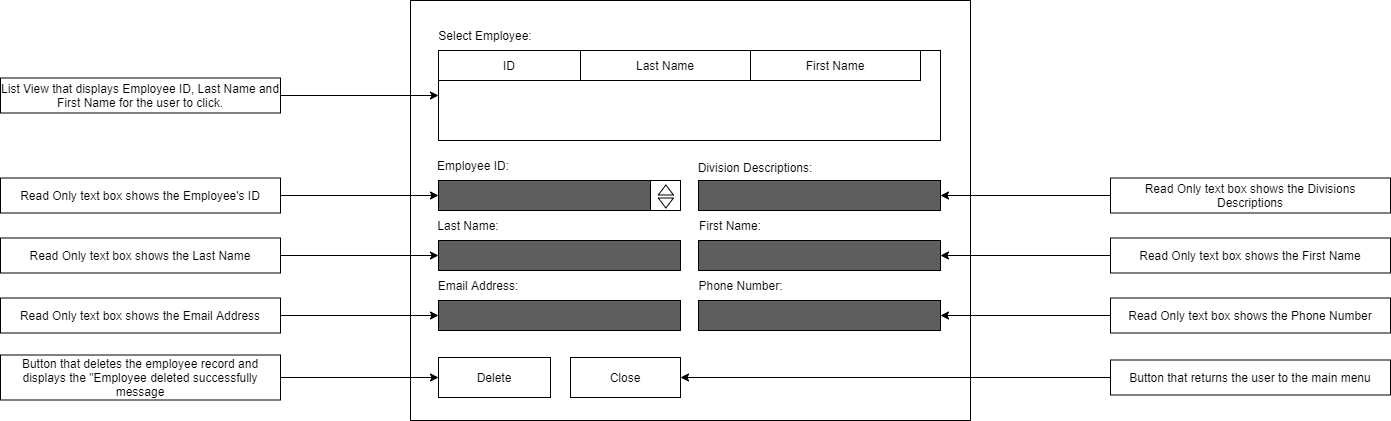 Select Employee:
ID
Last Name
First Name
List View that displays Employee ID, Last Name and
First Name for the user to click.
Employee ID:
Division Descriptions:
Read Only text box shows the Employee's ID
Read Only text box shows the Divisions
Descriptions
Last Name:
First Name:
Read Only text box shows the Last Name
Read Only text box shows the First Name
Email Address:
Phone Number:
Read Only text box shows the Email Address
Read Only text box shows the Phone Number
Button that deletes the employee record and
displays the "Employee deleted successfully
message
Delete
Close
Button that returns the user to the main menu